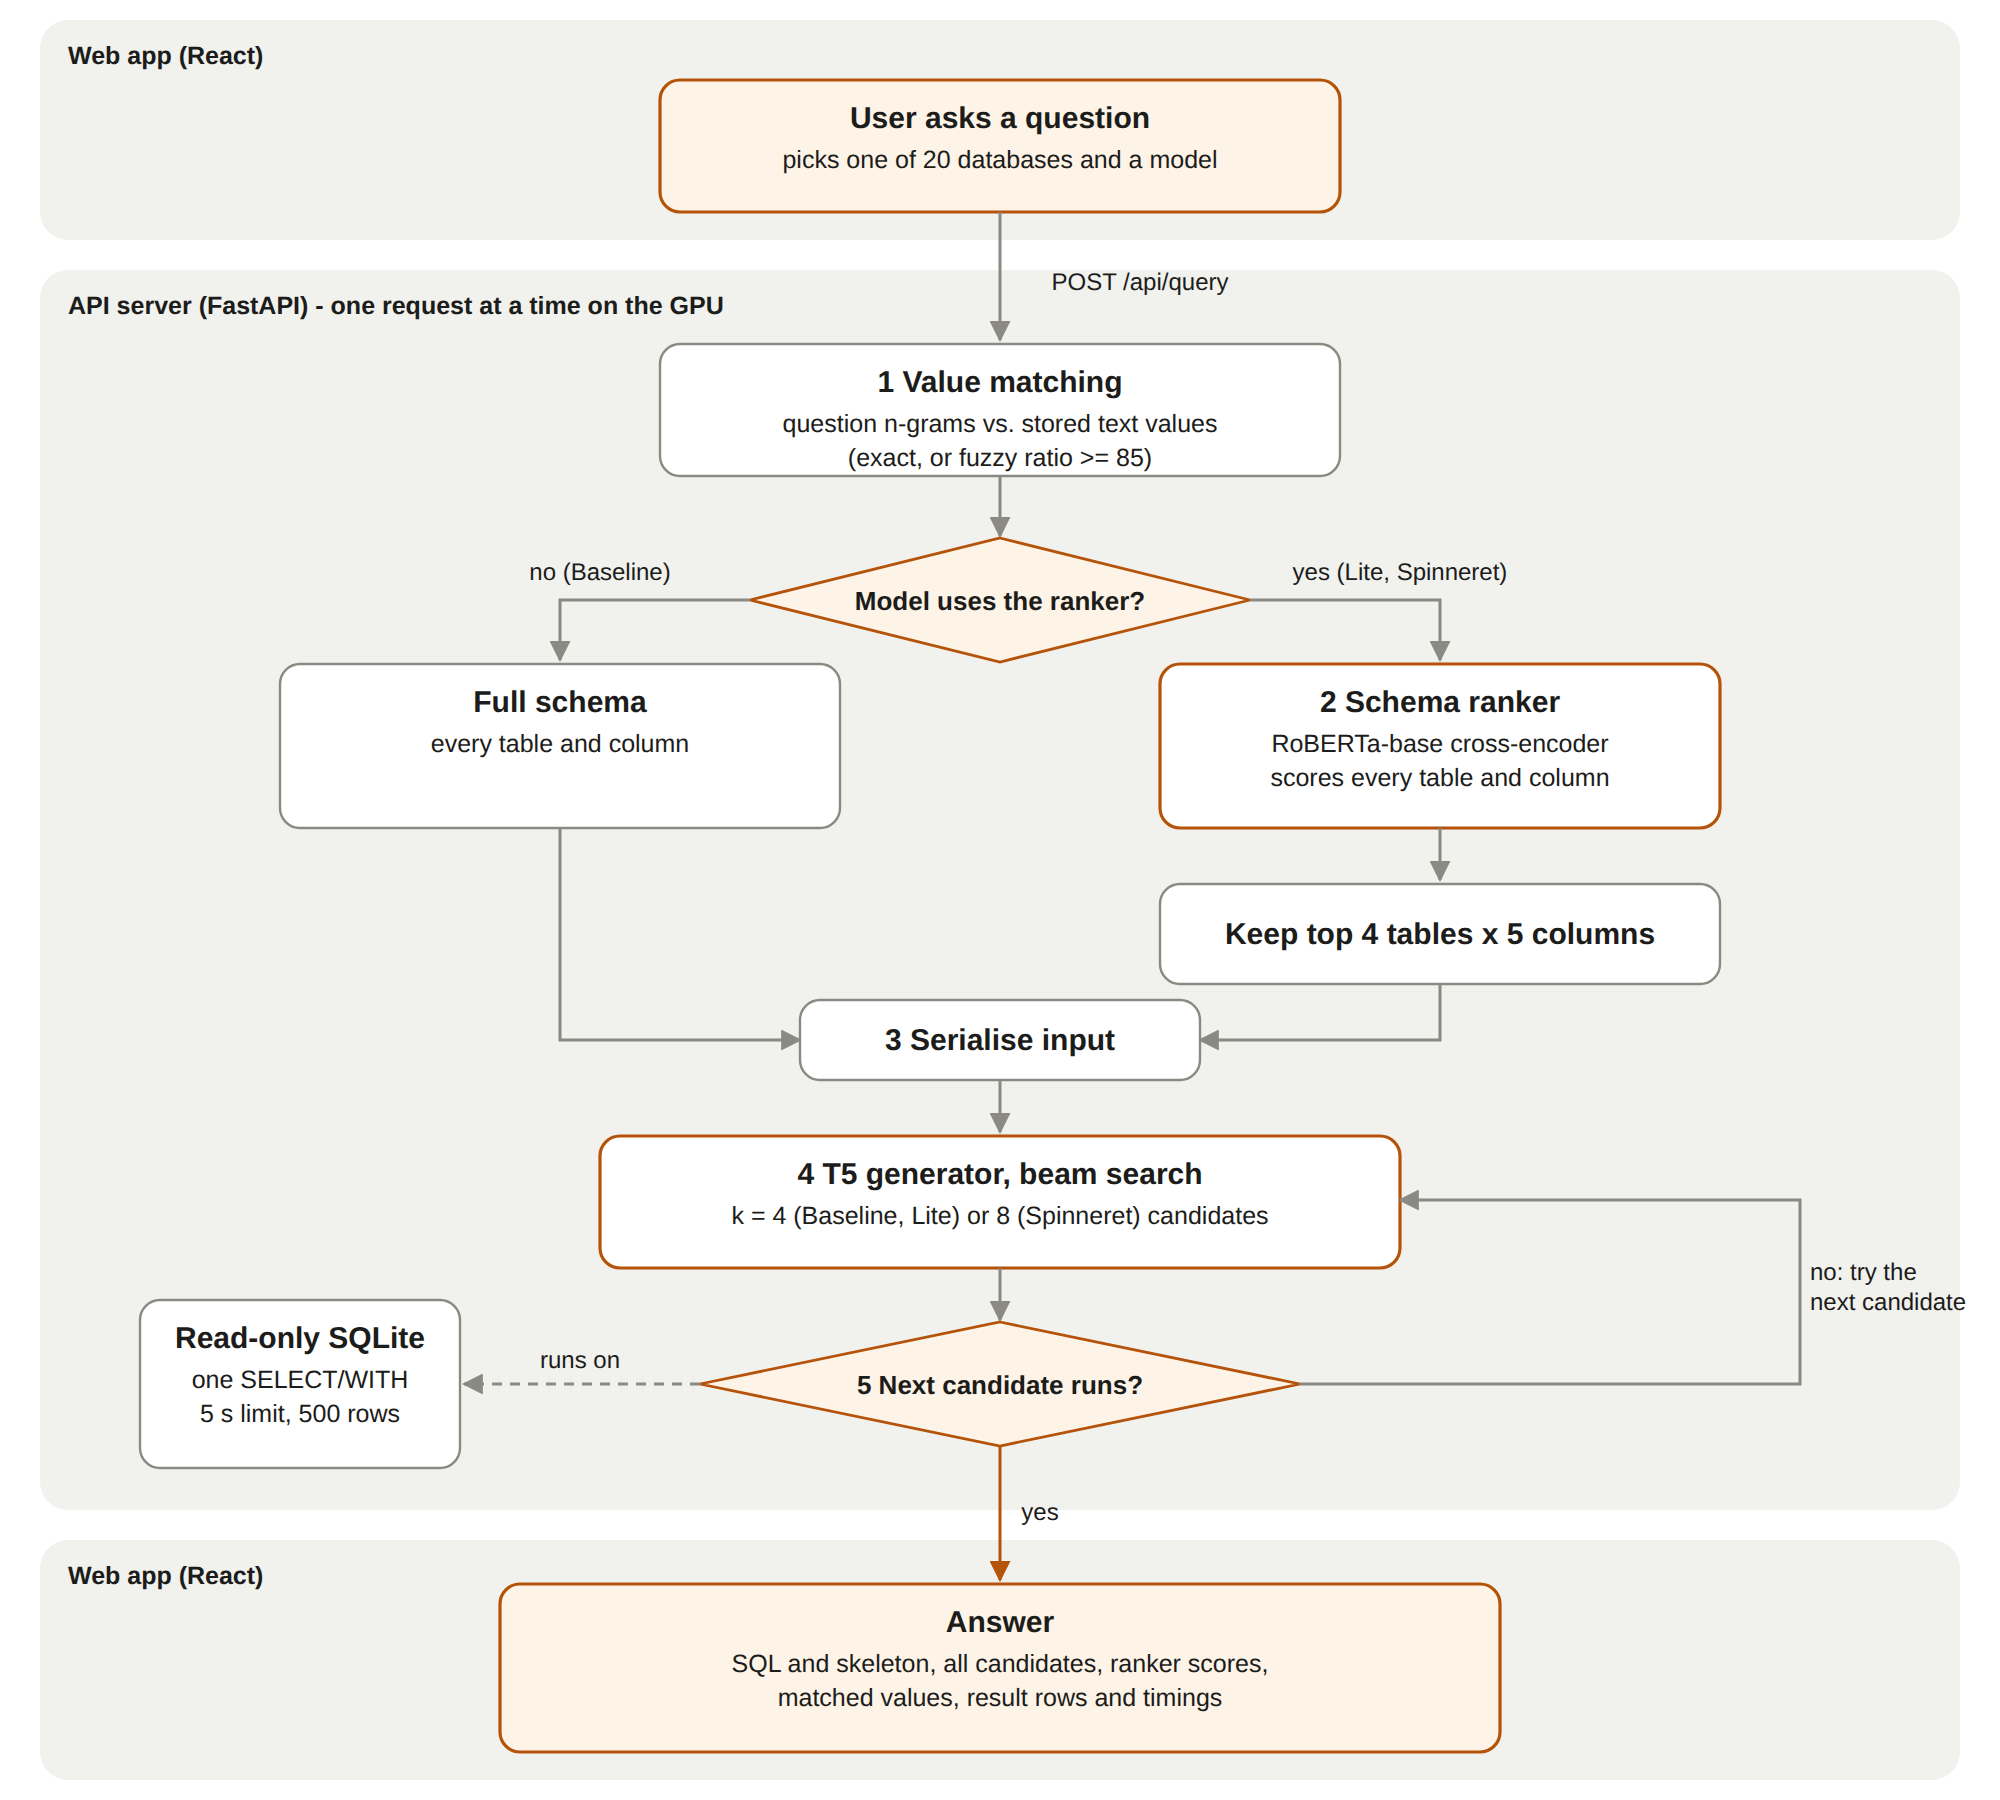 Web app (React)
User asks a question
picks one of 20 databases and a model
POST /api/query
API server (FastAPI) - one request at a time on the GPU
1 Value matching
question n-grams vs. stored text values
(exact, or fuzzy ratio >= 85)
no (Baseline)
yes (Lite, Spinneret)
Model uses the ranker?
Full schema
every table and column
2 Schema ranker
RoBERTa-base cross-encoder
scores every table and column
Keep top 4 tables x 5 columns
3 Serialise input
4 T5 generator, beam search
k = 4 (Baseline, Lite) or 8 (Spinneret) candidates
no: try the
next candidate
Read-only SQLite
one SELECT/WITH
5 s limit, 500 rows
runs on
5 Next candidate runs?
yes
Web app (React)
Answer
SQL and skeleton, all candidates, ranker scores,
matched values, result rows and timings